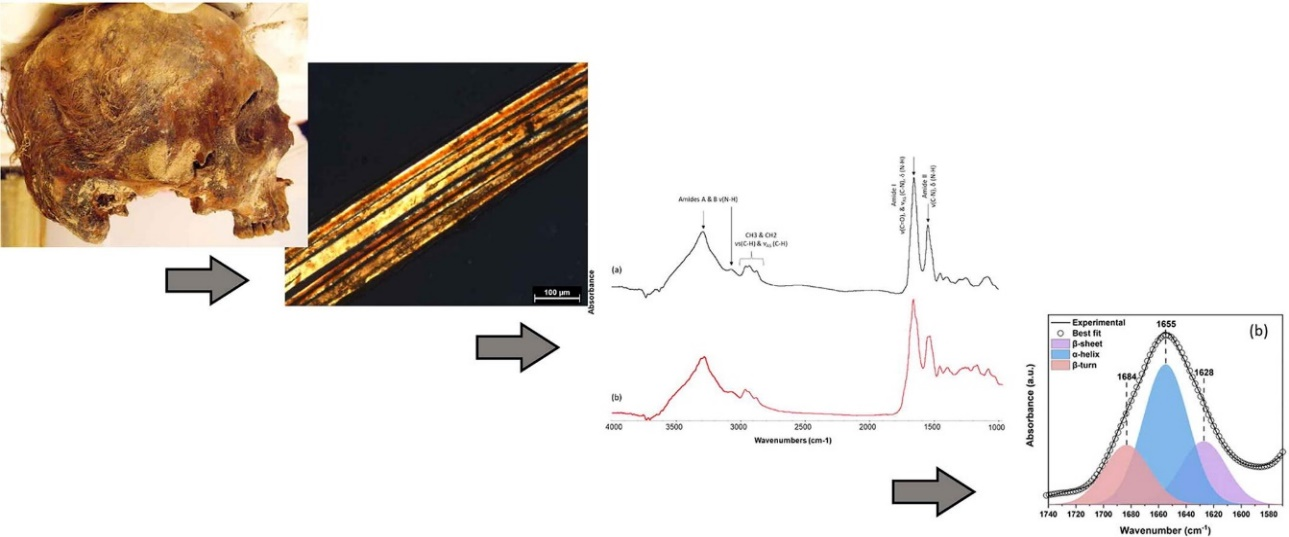 100 µm
Amides A & B ν(N-H)
CH3 & CH2
νs(C-H) & νAS (C-H)
Amide I
ν(C=O), & νAS (C-N), δ (N-H)
Amide II
ν(C-N), δ (N-H)
Absorbance
(a)
(b)
4000 3500 3000 2500 2000 1500 1000
Wavenumbers (cm-1)
Experimental
Best fit
β-sheet
α-helix
β-turn
(b)
1655
1684
1628
Absorbance (a.u.)
1740 1720 1700 1680 1660 1640 1620 1600 1580
Wavenumber (cm⁻¹)